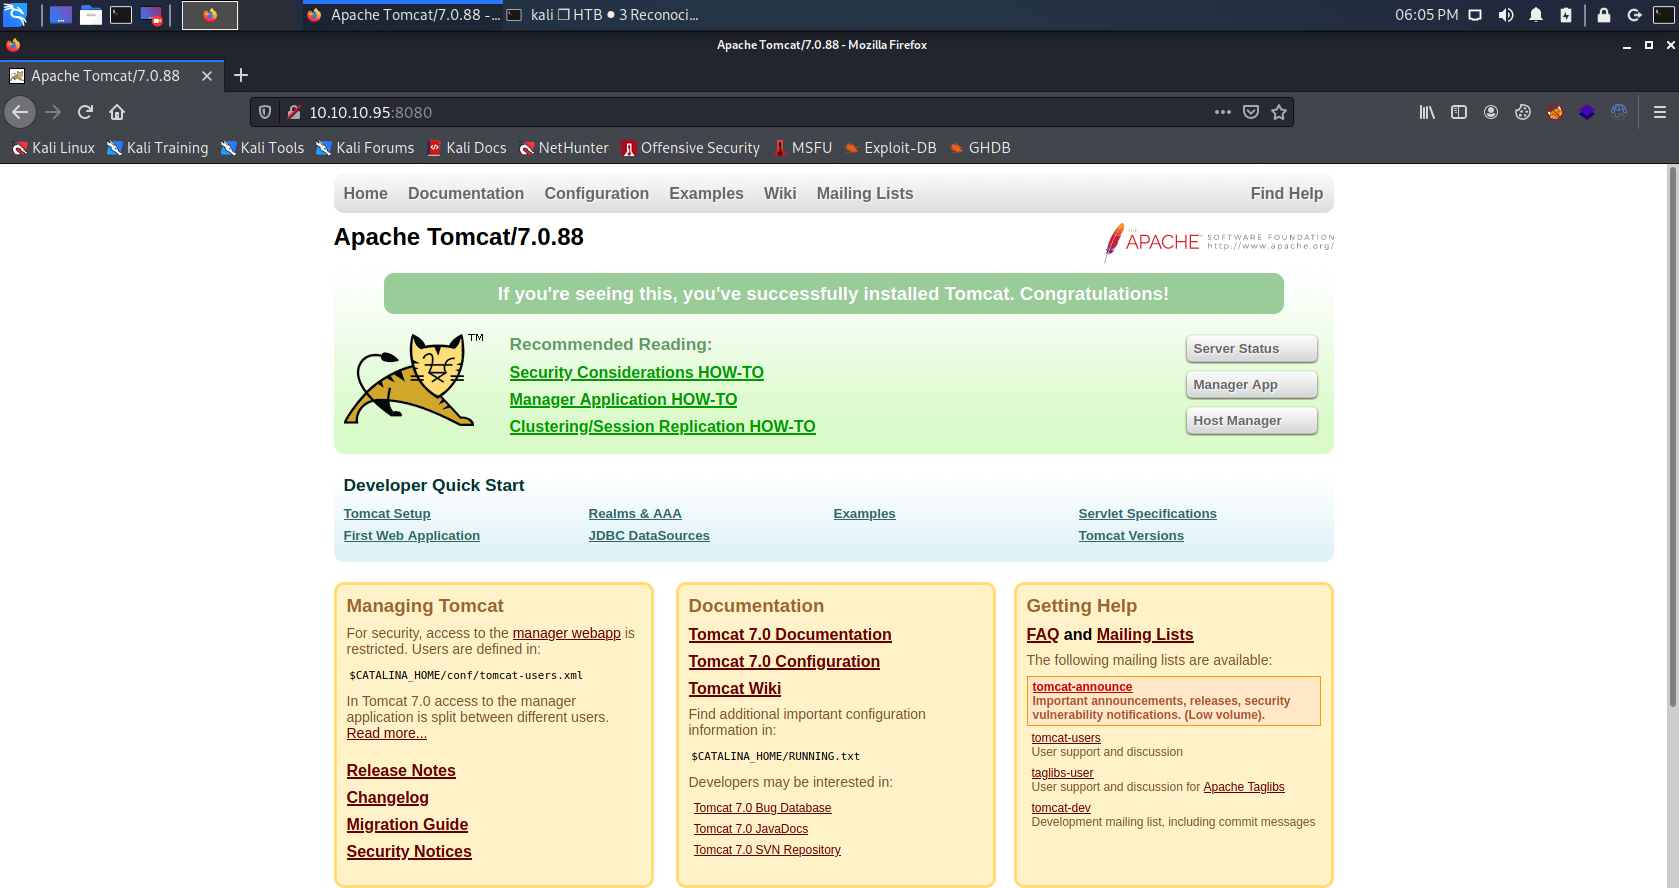 Apache Tomcat/7.0.88 -...
kali ❐ HTB ● 3 Reconoci...
06:05 PM
Apache Tomcat/7.0.88 - Mozilla Firefox
Apache Tomcat/7.0.88
10.10.10.95:8080
Kali Linux
Kali Training
Kali Tools
Kali Forums
Kali Docs
NetHunter
Offensive Security
MSFU
Exploit-DB
GHDB
Home
Documentation
Configuration
Examples
Wiki
Mailing Lists
Find Help
Apache Tomcat/7.0.88
THE APACHE SOFTWARE FOUNDATION
http://www.apache.org/
If you're seeing this, you've successfully installed Tomcat. Congratulations!
TM
Recommended Reading:
Security Considerations HOW-TO
Manager Application HOW-TO
Clustering/Session Replication HOW-TO
Server Status
Manager App
Host Manager
Developer Quick Start
Tomcat Setup
First Web Application
Realms & AAA
JDBC DataSources
Examples
Servlet Specifications
Tomcat Versions
Managing Tomcat
For security, access to the manager webapp is
restricted. Users are defined in:
$CATALINA_HOME/conf/tomcat-users.xml
In Tomcat 7.0 access to the manager
application is split between different users.
Read more...
Release Notes
Changelog
Migration Guide
Security Notices
Documentation
Tomcat 7.0 Documentation
Tomcat 7.0 Configuration
Tomcat Wiki
Find additional important configuration
information in:
$CATALINA_HOME/RUNNING.txt
Developers may be interested in:
Tomcat 7.0 Bug Database
Tomcat 7.0 JavaDocs
Tomcat 7.0 SVN Repository
Getting Help
FAQ and Mailing Lists
The following mailing lists are available:
tomcat-announce
Important announcements, releases, security
vulnerability notifications. (Low volume).
tomcat-users
User support and discussion
taglibs-user
User support and discussion for Apache Taglibs
tomcat-dev
Development mailing list, including commit messages